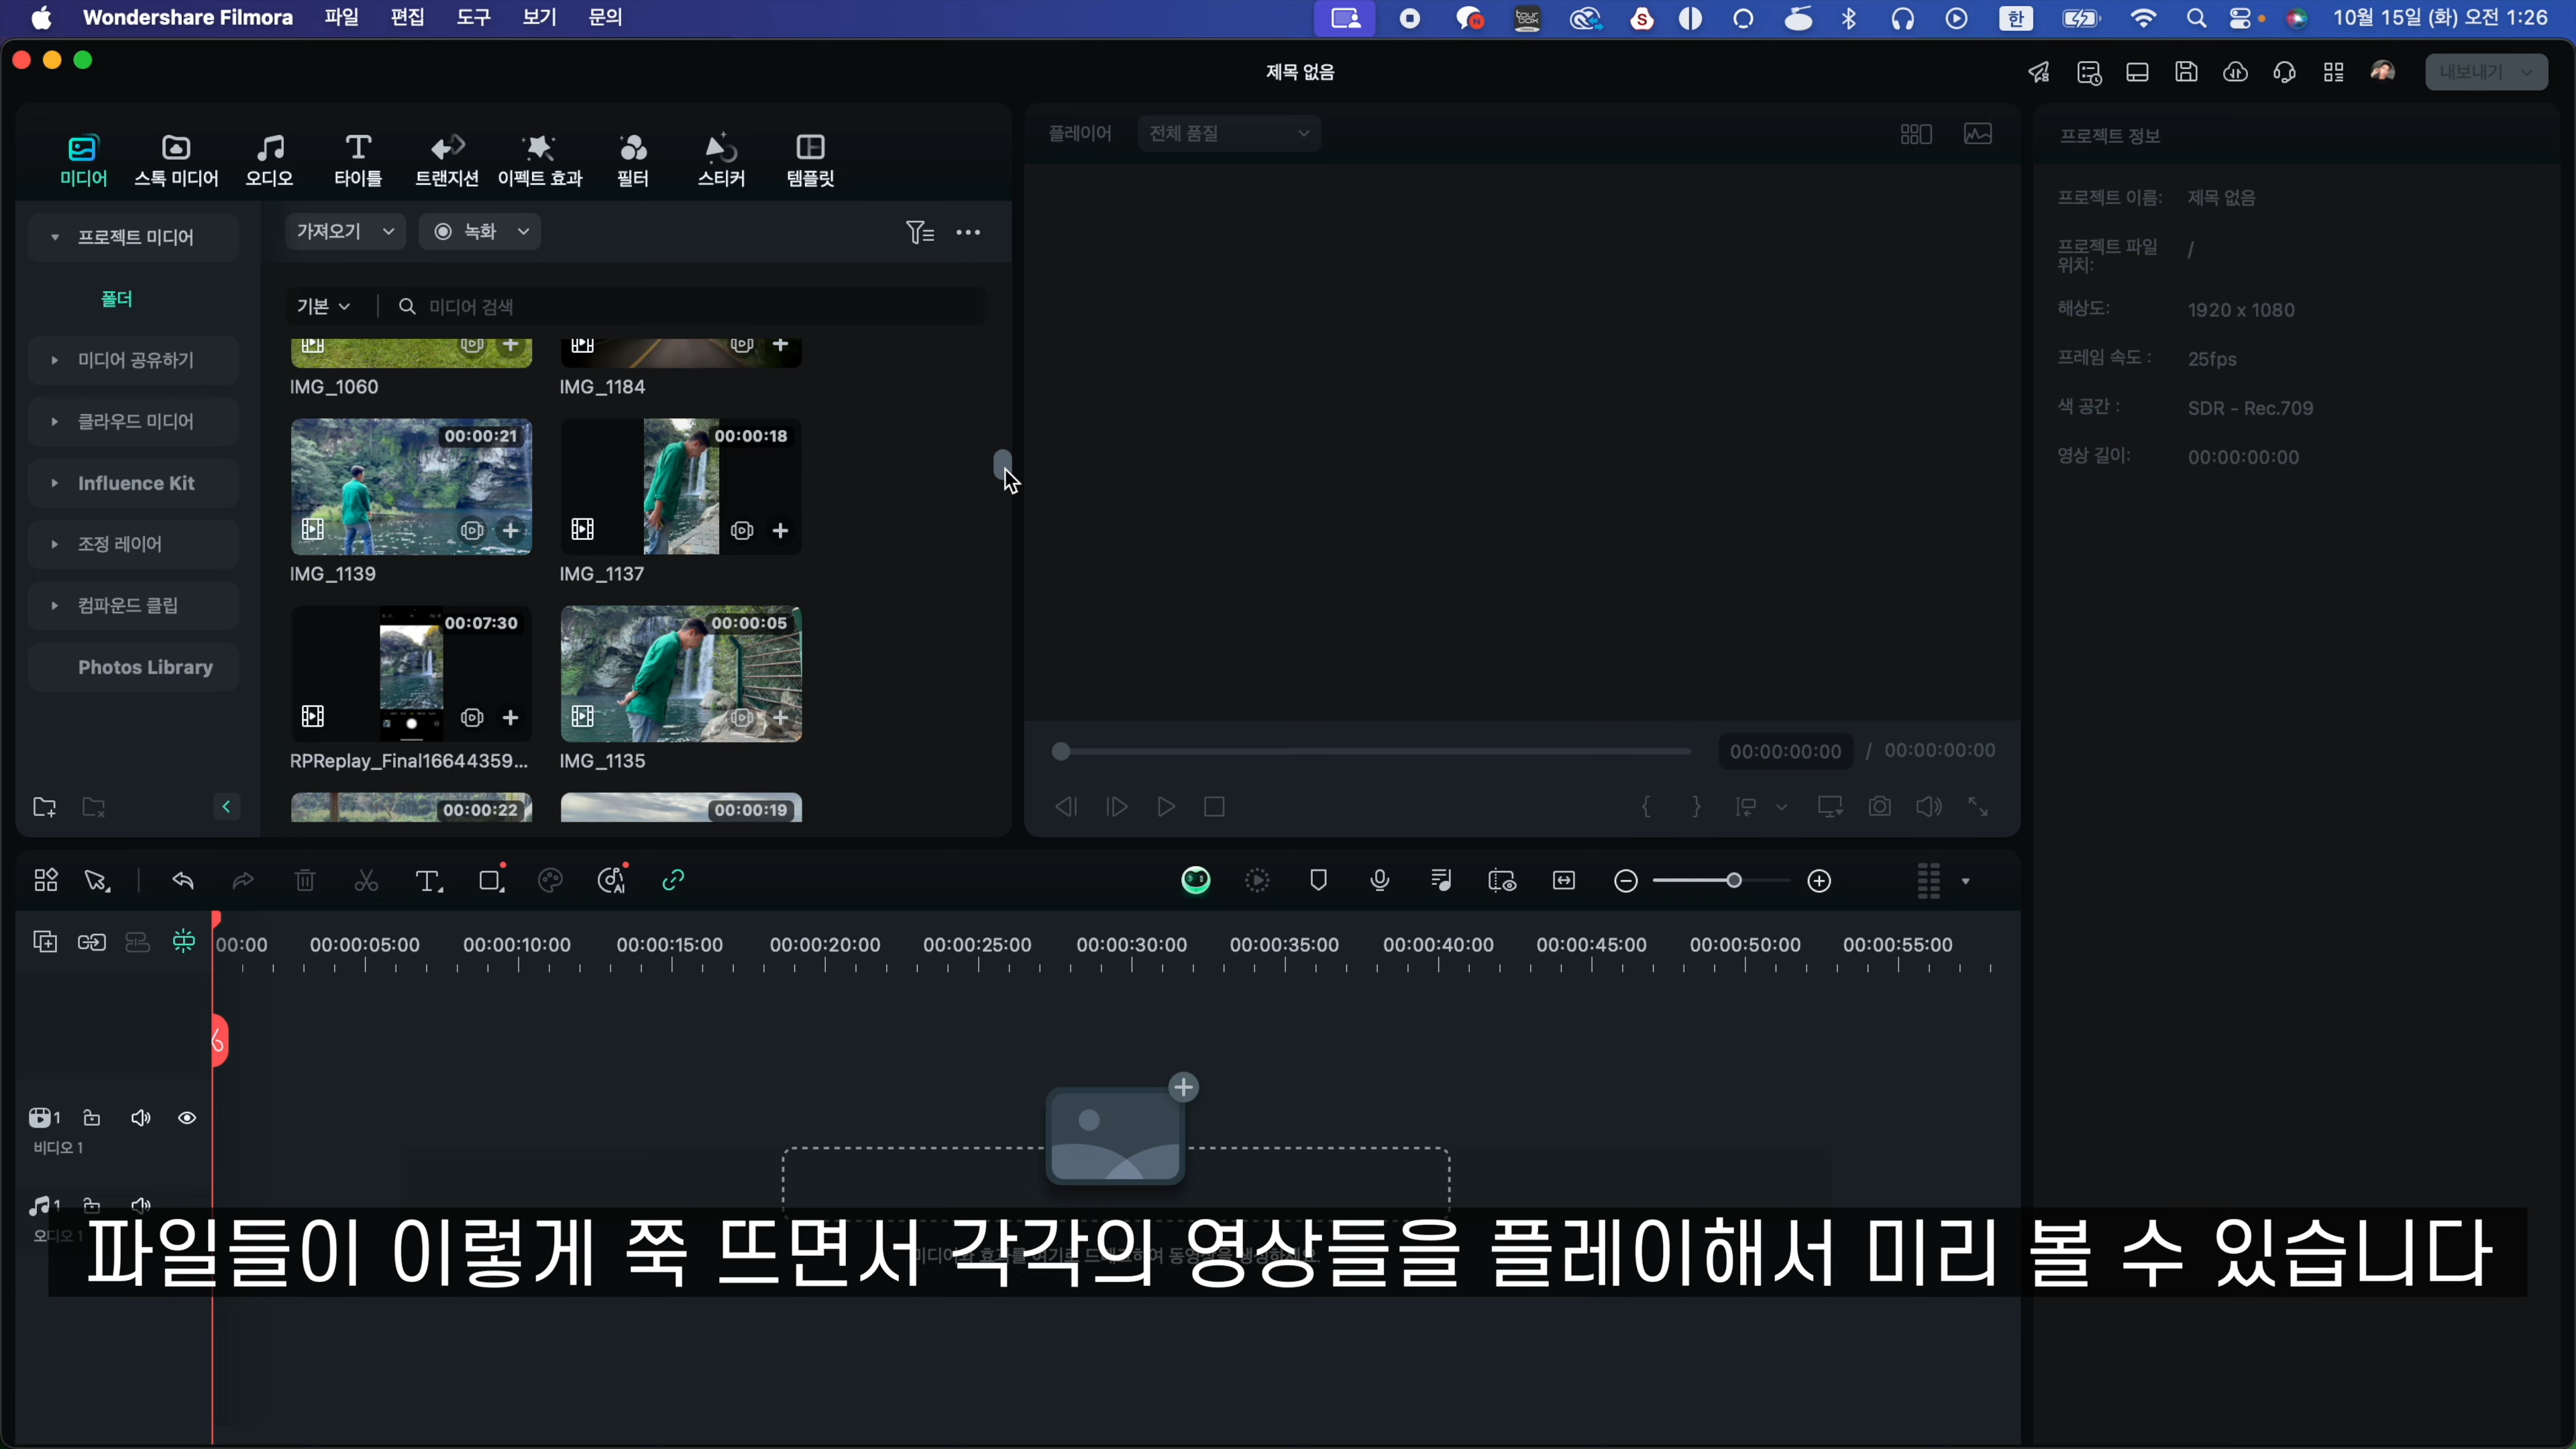 Wondershare Filmora 파일 편집 도구 보기 문의 한 10월 15일 (화) 오전 1:26
제목 없음
내보내기
미디어 스톡 미디어 오디오 타이틀 트랜지션 이펙트 효과 필터 스티커 템플릿
플레이어 전체 품질
프로젝트 정보
프로젝트 미디어
가져오기 녹화
폴더
기본 미디어 검색
미디어 공유하기
클라우드 미디어
Influence Kit
조정 레이어
컴파운드 클립
Photos Library
IMG_1060 IMG_1184
00:00:21 00:00:18
IMG_1139 IMG_1137
00:07:30 00:00:05
RPReplay_Final16644359... IMG_1135
00:00:22 00:00:19
프로젝트 이름: 제목 없음
프로젝트 파일 위치: /
해상도: 1920 x 1080
프레임 속도 : 25fps
색 공간 : SDR - Rec.709
영상 길이: 00:00:00:00
00:00:00:00 / 00:00:00:00
00:00 00:00:05:00 00:00:10:00 00:00:15:00 00:00:20:00 00:00:25:00 00:00:30:00 00:00:35:00 00:00:40:00 00:00:45:00 00:00:50:00 00:00:55:00
1
비디오 1
1
오디오 1
파일들이 이렇게 쭉 뜨면서 각각의 영상들을 플레이해서 미리 볼 수 있습니다